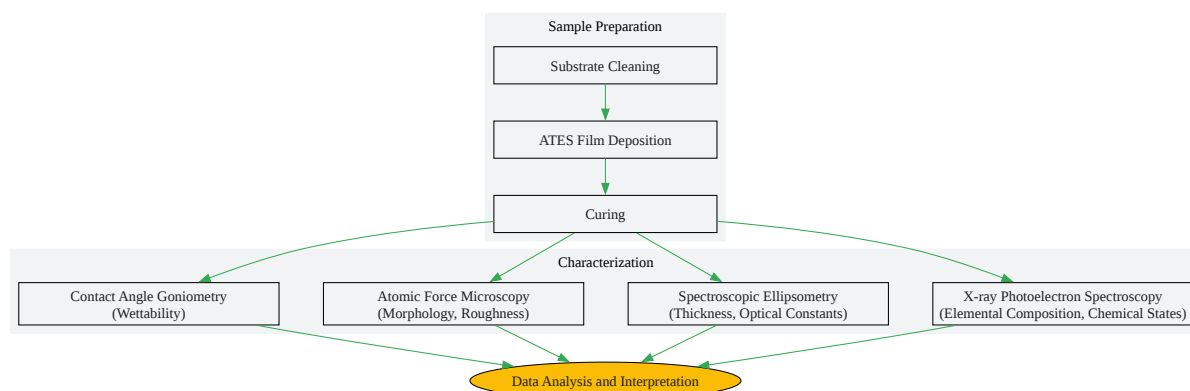 Sample Preparation
Substrate Cleaning
ATES Film Deposition
Curing
Characterization
Contact Angle Goniometry
(Wettability)
Atomic Force Microscopy
(Morphology, Roughness)
Spectroscopic Ellipsometry
(Thickness, Optical Constants)
X-ray Photoelectron Spectroscopy
(Elemental Composition, Chemical States)
Data Analysis and Interpretation